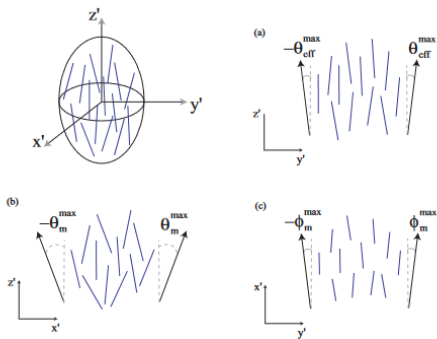 z'
y'
x'
(a)
-θ_eff^max θ_eff^max
z'
y'
(b)
-θ_m^max θ_m^max
z'
x'
(c)
-ϕ_m^max ϕ_m^max
x'
y'